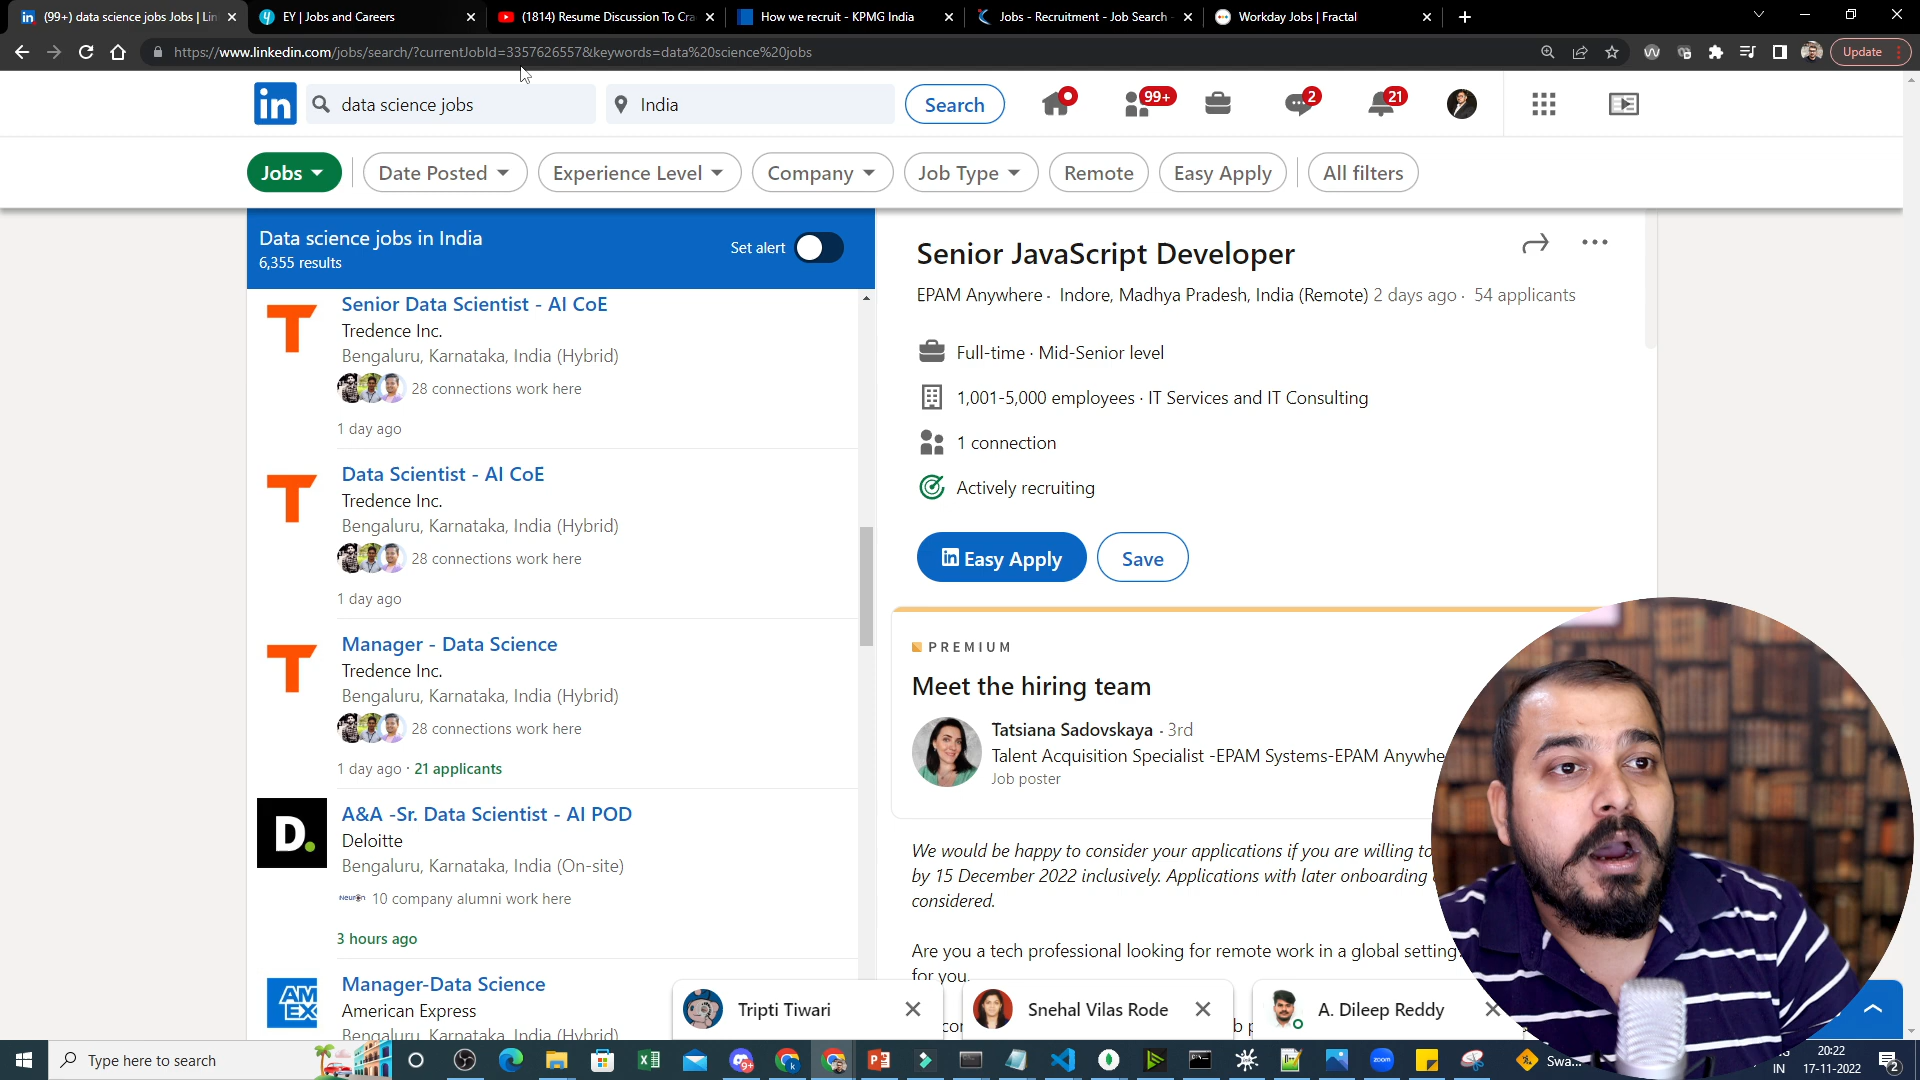 (99+) data science jobs Jobs | Lin
EY | Jobs and Careers
(1814) Resume Discussion To Cra
How we recruit - KPMG India
Jobs - Recruitment - Job Search -
Workday Jobs | Fractal
https://www.linkedin.com/jobs/search/?currentJobId=3357626557&keywords=data%20science%20jobs
Update
in
data science jobs
India
Search
99+
2
21
Jobs
Date Posted
Experience Level
Company
Job Type
Remote
Easy Apply
All filters
Data science jobs in India
6,355 results
Set alert
Senior Data Scientist - AI CoE
Tredence Inc.
Bengaluru, Karnataka, India (Hybrid)
28 connections work here
1 day ago
Data Scientist - AI CoE
Tredence Inc.
Bengaluru, Karnataka, India (Hybrid)
28 connections work here
1 day ago
Manager - Data Science
Tredence Inc.
Bengaluru, Karnataka, India (Hybrid)
28 connections work here
1 day ago · 21 applicants
D.
A&A -Sr. Data Scientist - AI POD
Deloitte
Bengaluru, Karnataka, India (On-site)
10 company alumni work here
3 hours ago
AM
EX
Manager-Data Science
American Express
Bengaluru, Karnataka, India (Hybrid)
Senior JavaScript Developer
EPAM Anywhere · Indore, Madhya Pradesh, India (Remote) 2 days ago · 54 applicants
Full-time · Mid-Senior level
1,001-5,000 employees · IT Services and IT Consulting
1 connection
Actively recruiting
in Easy Apply
Save
PREMIUM
Meet the hiring team
Tatsiana Sadovskaya · 3rd
Talent Acquisition Specialist -EPAM Systems-EPAM Anywhe
Job poster
We would be happy to consider your applications if you are willing to
by 15 December 2022 inclusively. Applications with later onboarding
considered.
Are you a tech professional looking for remote work in a global setting?
for you.
Tripti Tiwari
Snehal Vilas Rode
A. Dileep Reddy
Type here to search
zoom
Swa...
IN
20:22
17-11-2022
2